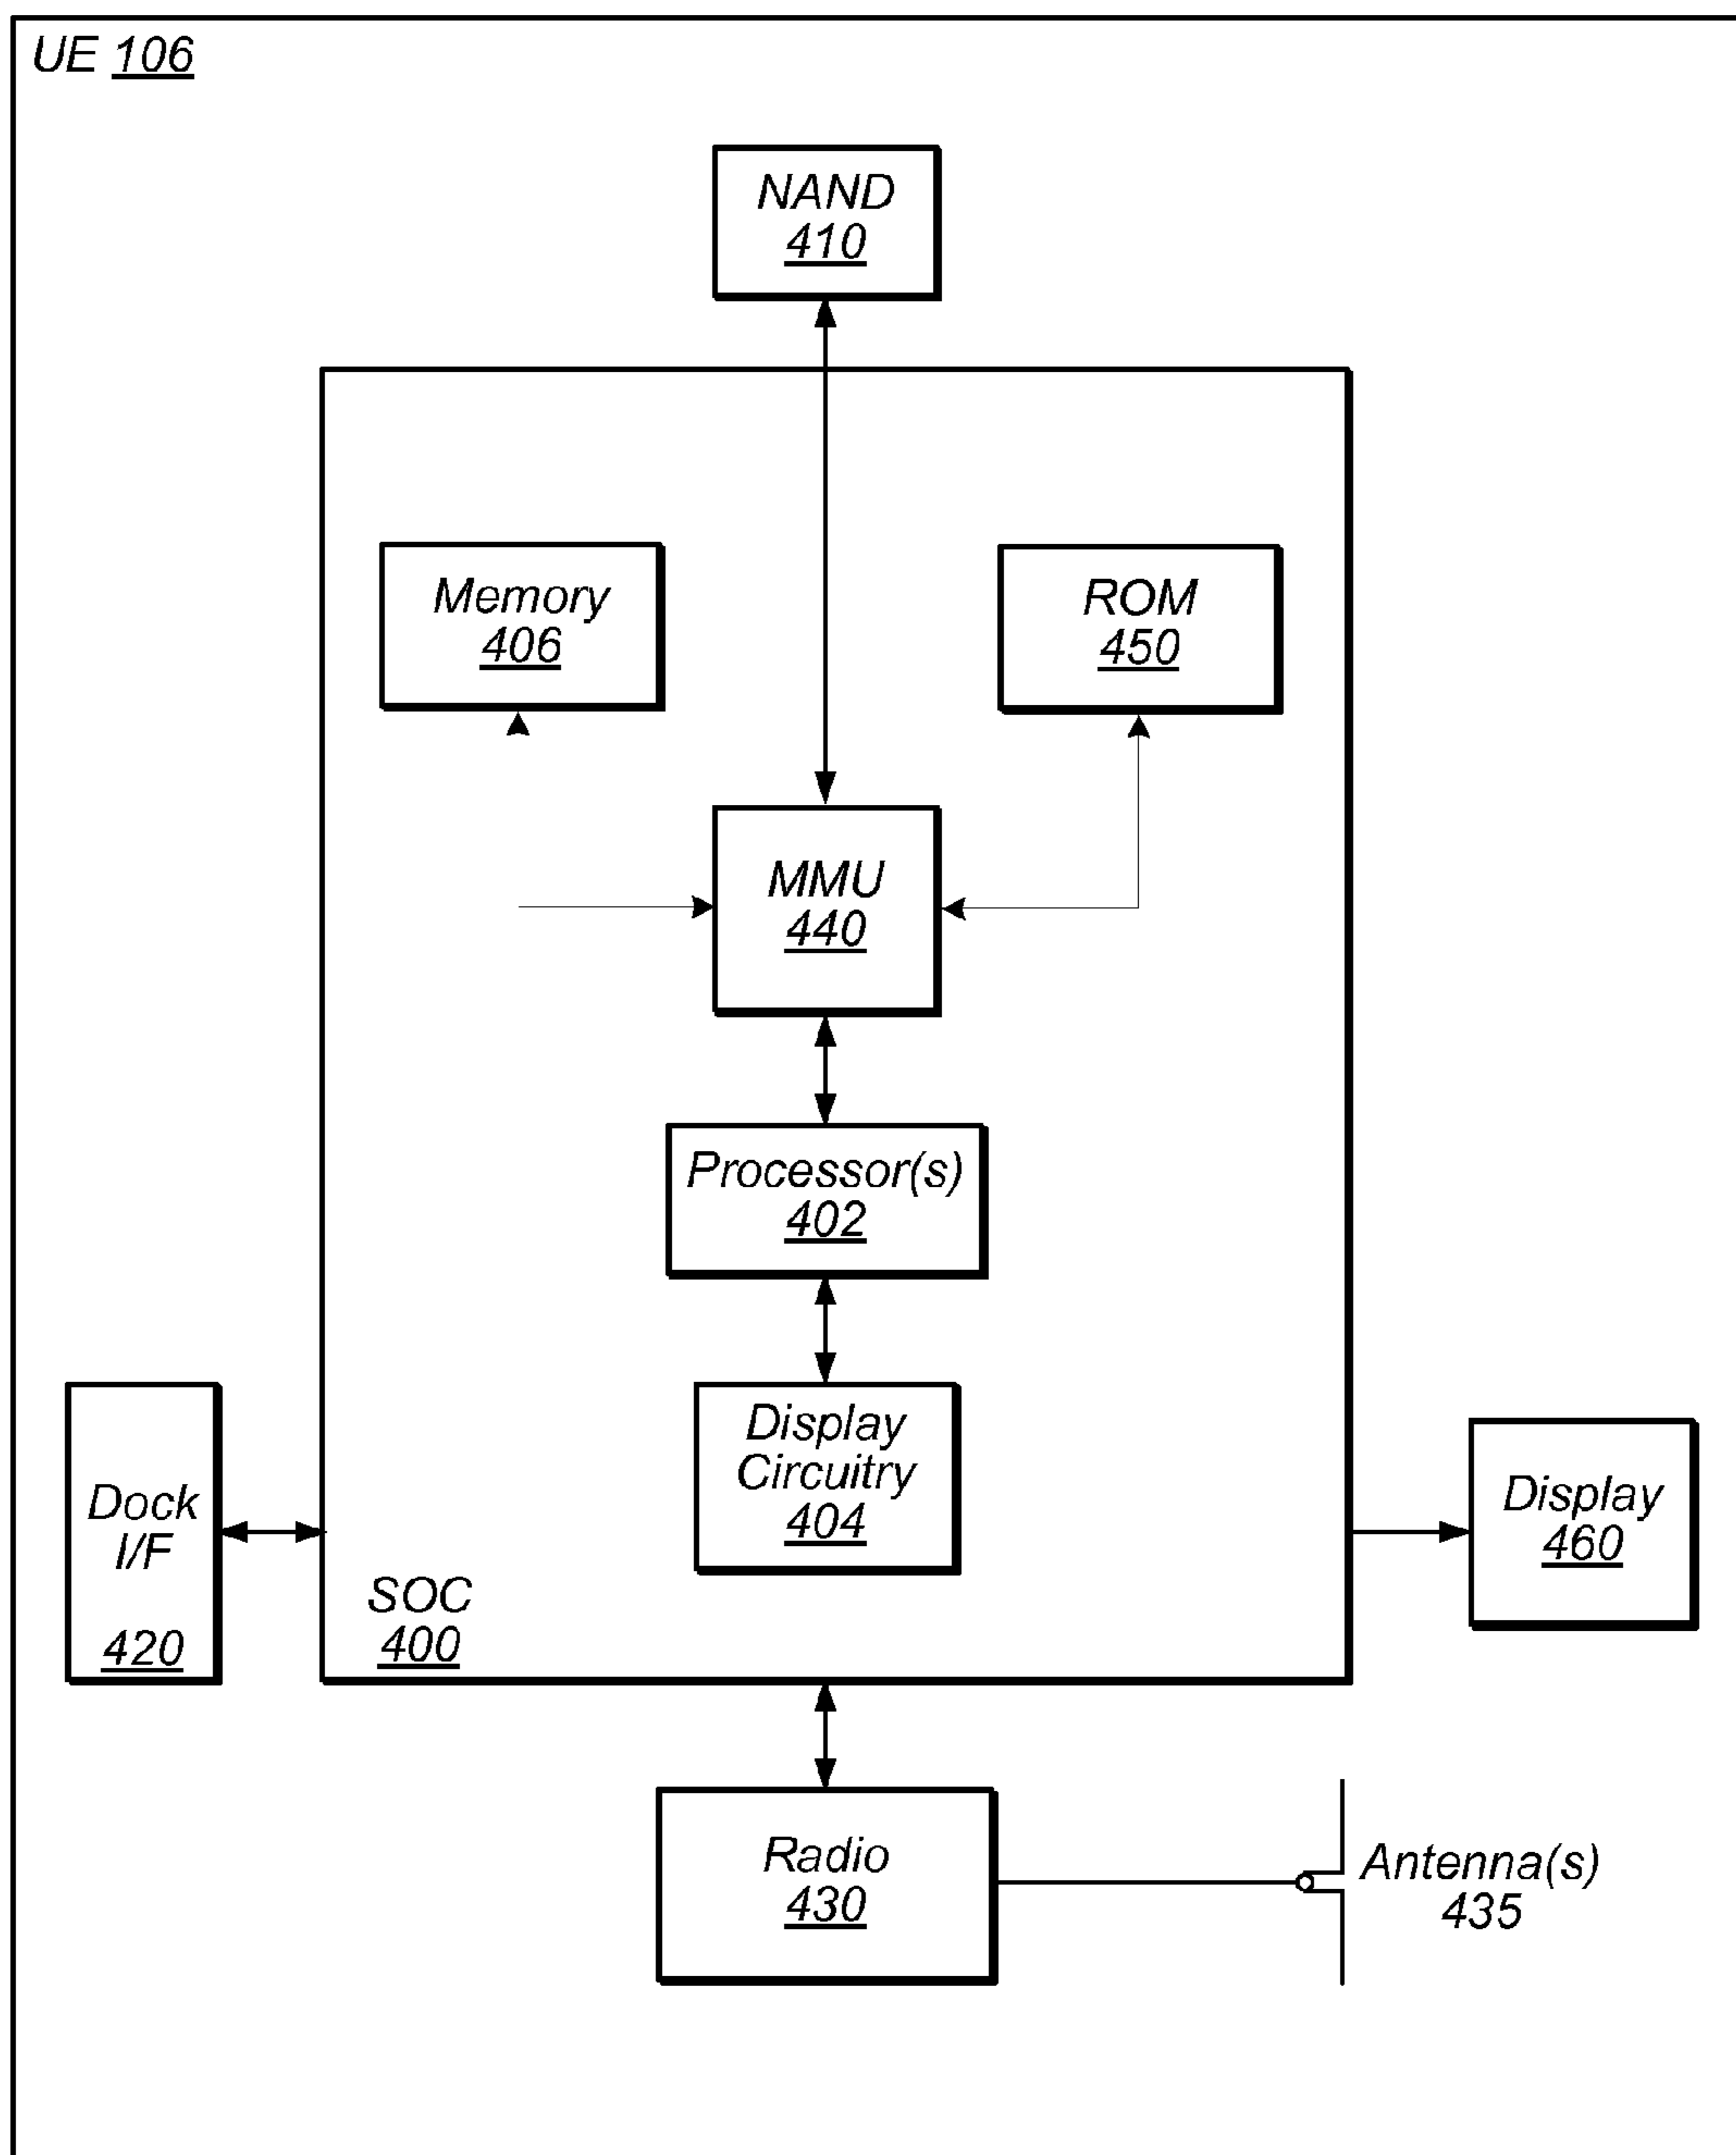 UE 106
NAND
410
Memory
406
ROM
450
MMU
440
Processor(s)
402
Display
Circuitry
404
Dock
I/F
420
SOC
400
Display
460
Radio
430
Antenna(s)
435